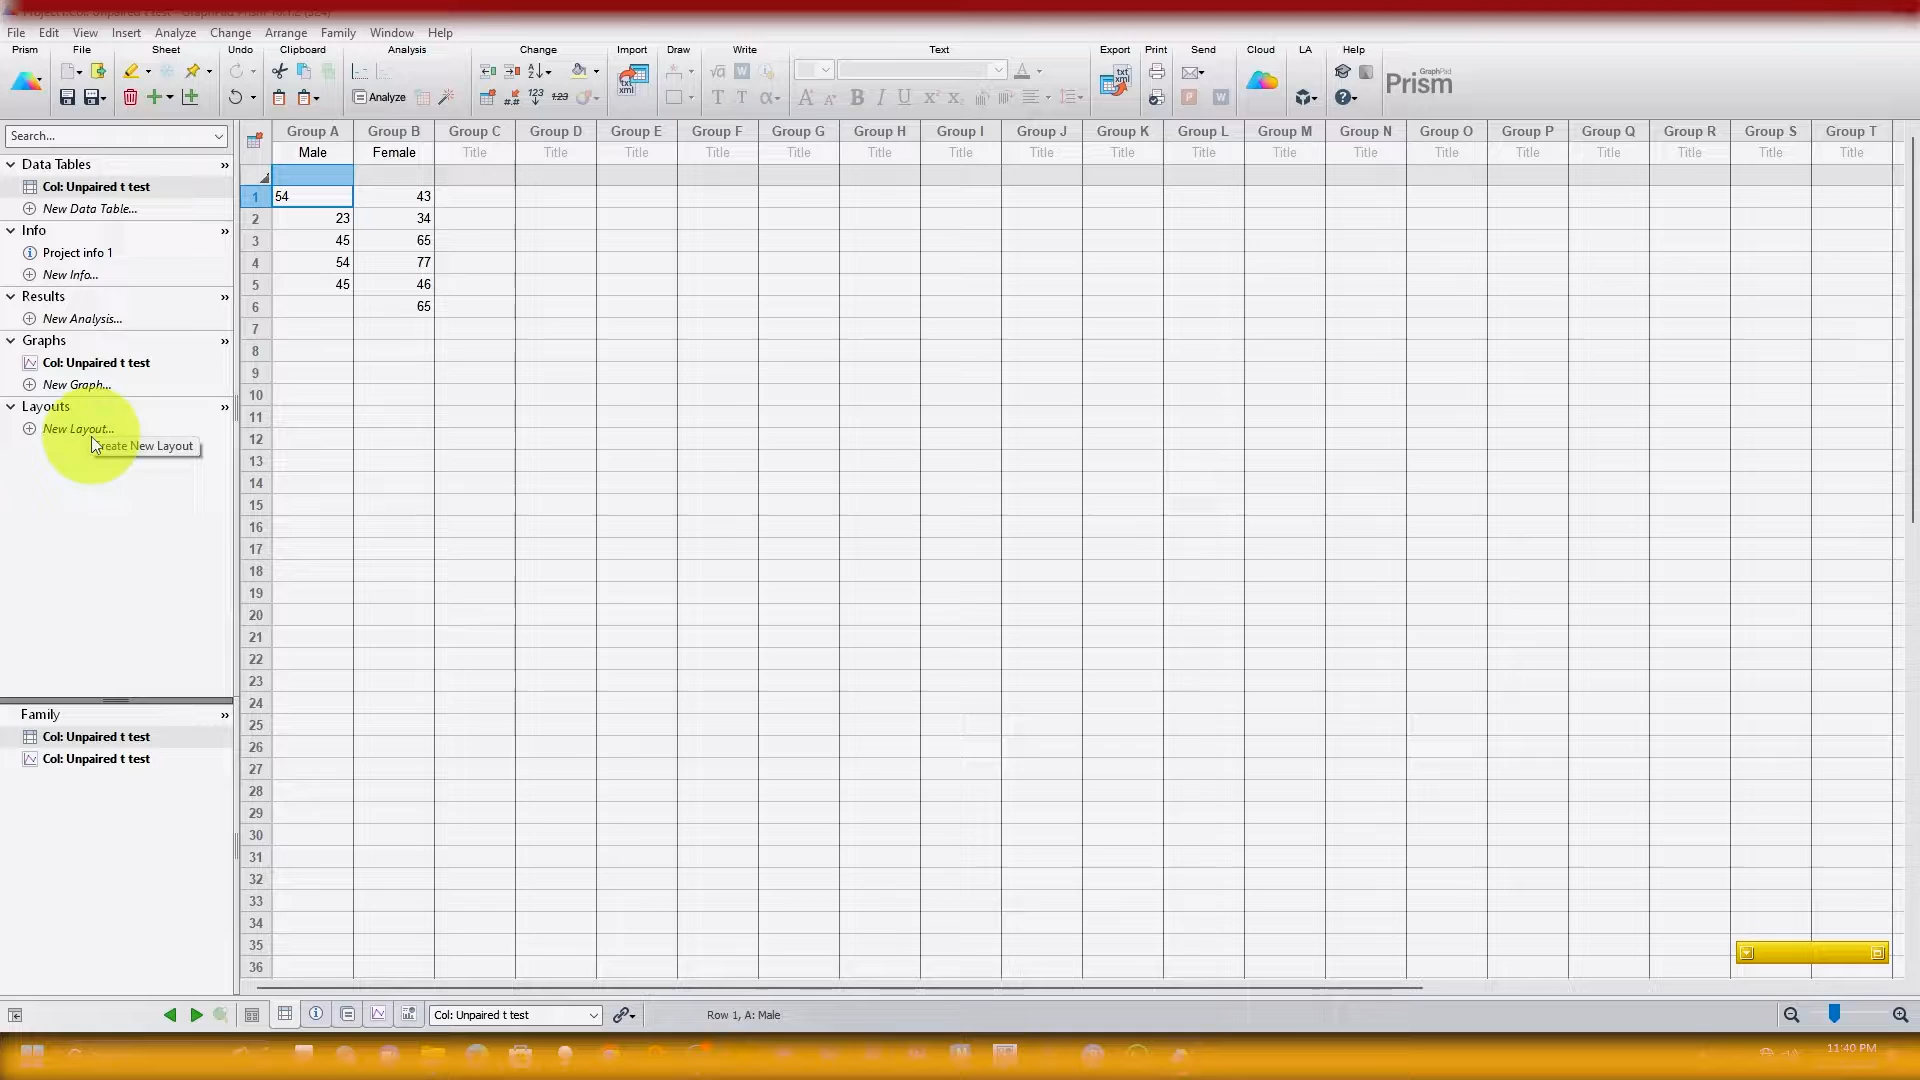 File Edit View Insert Analyze Change Arrange Family Window Help
Prism File Sheet Undo Clipboard Analysis Change Import Draw Write Text Export Print Send Cloud LA Help
Analyze
GraphPad
Prism
Search...
Group A Group B Group C Group D Group E Group F Group G Group H Group I Group J Group K Group L Group M Group N Group O Group P Group Q Group R Group S Group T
Male Female Title Title Title Title Title Title Title Title Title Title Title Title Title Title Title Title Title Title
Data Tables
Col: Unpaired t test
New Data Table...
Info
Project info 1
New Info...
Results
New Analysis...
Graphs
Col: Unpaired t test
New Graph...
Layouts
New Layout...
Create New Layout
Family
Col: Unpaired t test
Col: Unpaired t test
1 54 43
2 23 34
3 45 65
4 54 77
5 45 46
6 65
7
8
9
10
11
12
13
14
15
16
17
18
19
20
21
22
23
24
25
26
27
28
29
30
31
32
33
34
35
36
Col: Unpaired t test
Row 1, A: Male
11:40 PM